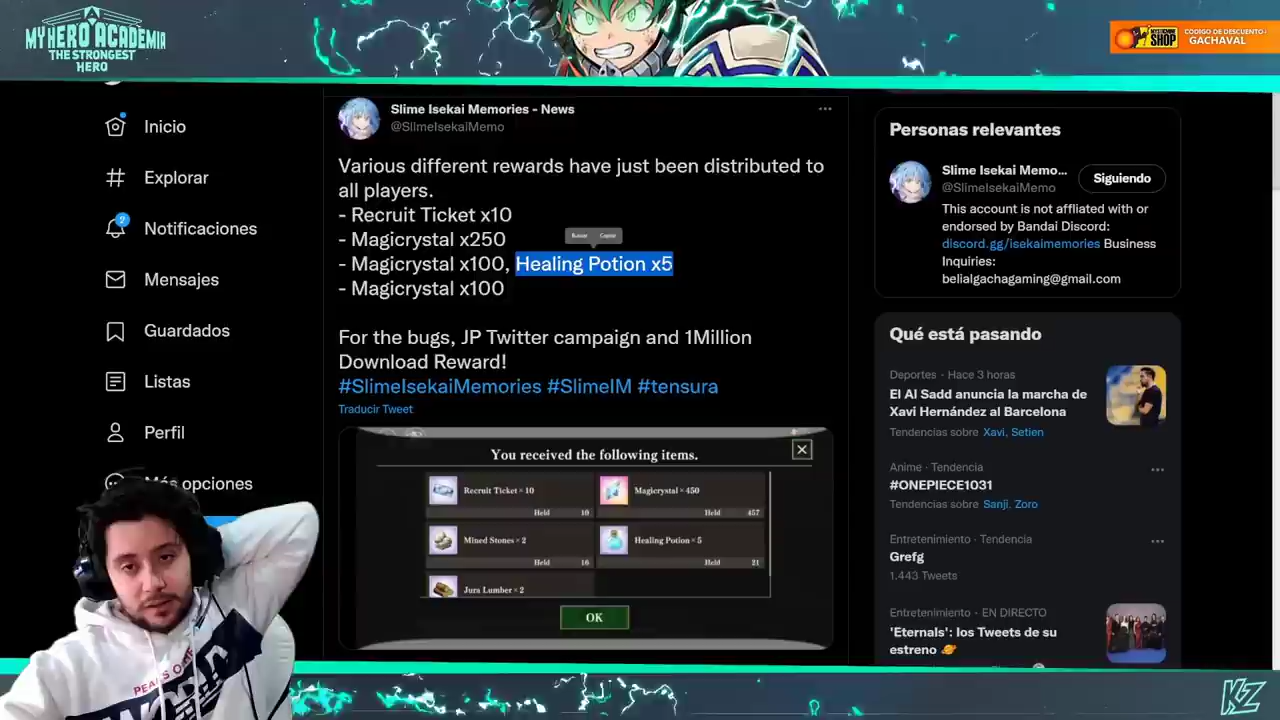 MY HERO ACADEMIA
THE STRONGEST
HERO
SHOP
CODIGO DE DESCUENTO:
GACHAVAL
Inicio
Explorar
2
Notificaciones
Mensajes
Guardados
Listas
Perfil
Más opciones
Slime Isekai Memories - News
@SlimeIsekaiMemo
Various different rewards have just been distributed to
all players.
- Recruit Ticket x10
- Magicrystal x250
Buscar Copiar
- Magicrystal x100, Healing Potion x5
- Magicrystal x100
For the bugs, JP Twitter campaign and 1Million
Download Reward!
#SlimeIsekaiMemories #SlimeIM #tensura
Traducir Tweet
You received the following items.
Recruit Ticket × 10
Held 10
Magicrystal × 450
Held 457
Mined Stones × 2
Held 16
Healing Potion × 5
Held 21
Jura Lumber × 2
OK
Personas relevantes
Slime Isekai Memo...
@SlimeIsekaiMemo
Siguiendo
This account is not affliated with or
endorsed by Bandai Discord:
discord.gg/isekaimemories Business
Inquiries:
belialgachagaming@gmail.com
Qué está pasando
Deportes · Hace 3 horas
El Al Sadd anuncia la marcha de
Xavi Hernández al Barcelona
Tendencias sobre Xavi, Setien
Anime · Tendencia
#ONEPIECE1031
Tendencias sobre Sanji, Zoro
Entretenimiento · Tendencia
Grefg
1.443 Tweets
Entretenimiento · EN DIRECTO
'Eternals': los Tweets de su
estreno 🪐
KZ